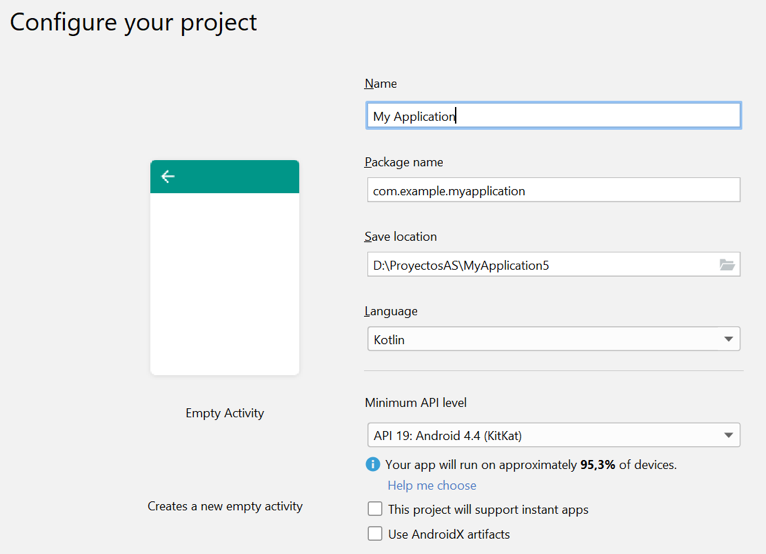 Configure your project
Name
My Application
Package name
com.example.myapplication
Save location
D:\ProyectosAS\MyApplication5
Language
Kotlin
Empty Activity
Minimum API level
API 19: Android 4.4 (KitKat)
Your app will run on approximately 95,3% of devices.
Help me choose
Creates a new empty activity
This project will support instant apps
Use AndroidX artifacts